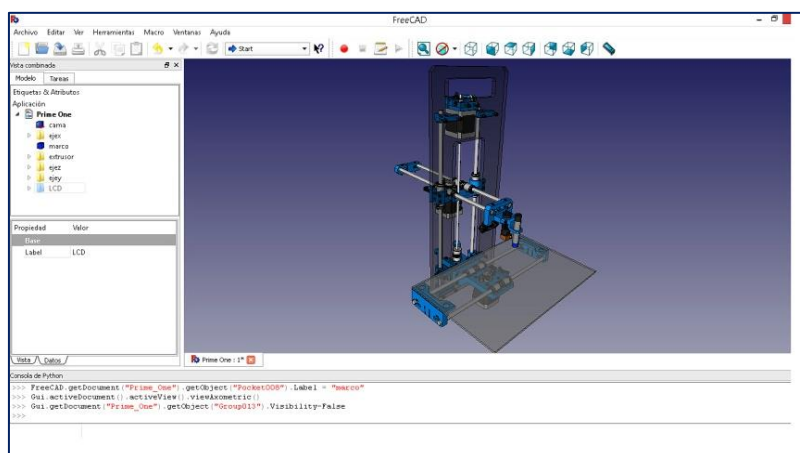 FreeCAD
Archivo Editar Ver Herramientas Macro Ventanas Ayuda
Start
Vista combinada
Modelo Tareas
Etiquetas & Atributos
Aplicación
Prime One
cama
ejex
marco
extrusor
ejez
ejey
LCD
Propiedad Valor
Base
Label LCD
Vista Datos
Prime One : 1*
Consola de Python
>>> FreeCAD.getDocument("Prime_One").getObject("Pocket008").Label = "marco"
>>> Gui.activeDocument().activeView().viewAxometric()
>>> Gui.getDocument("Prime_One").getObject("Group013").Visibility=False
>>>